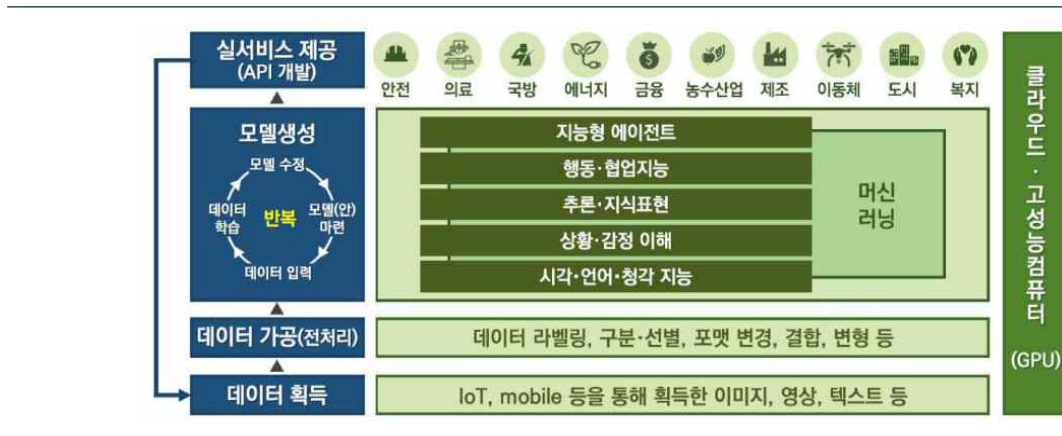 실서비스 제공
(API 개발)
안전
의료
국방
에너지
금융
농수산업
제조
이동체
도시
복지
모델생성
모델 수정
데이터
학습
반복
모델(안)
마련
데이터 입력
지능형 에이전트
행동·협업지능
추론·지식표현
상황·감정 이해
시각·언어·청각 지능
머신
러닝
데이터 가공(전처리)
데이터 라벨링, 구분·선별, 포맷 변경, 결합, 변형 등
데이터 획득
IoT, mobile 등을 통해 획득한 이미지, 영상, 텍스트 등
클라우드·고성능컴퓨터
(GPU)